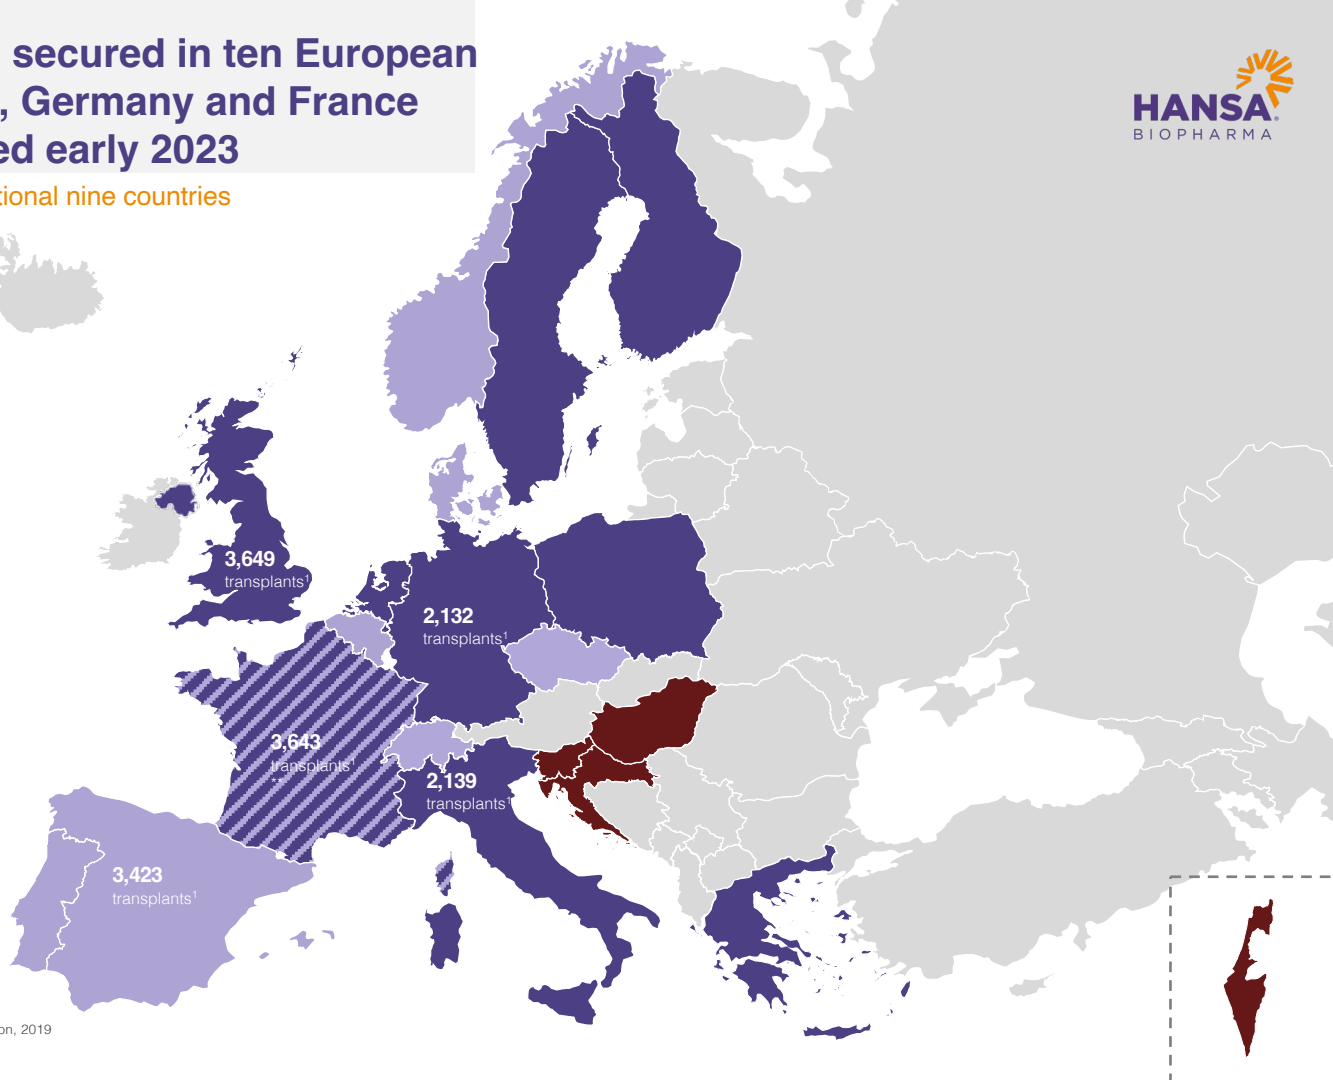 secured in ten European
, Germany and France
ed early 2023
tional nine countries
HANSA
BIOPHARMA
3,649
transplants¹
2,132
transplants¹
3,643
transplants¹
**
2,139
transplants¹
3,423
transplants¹
on, 2019